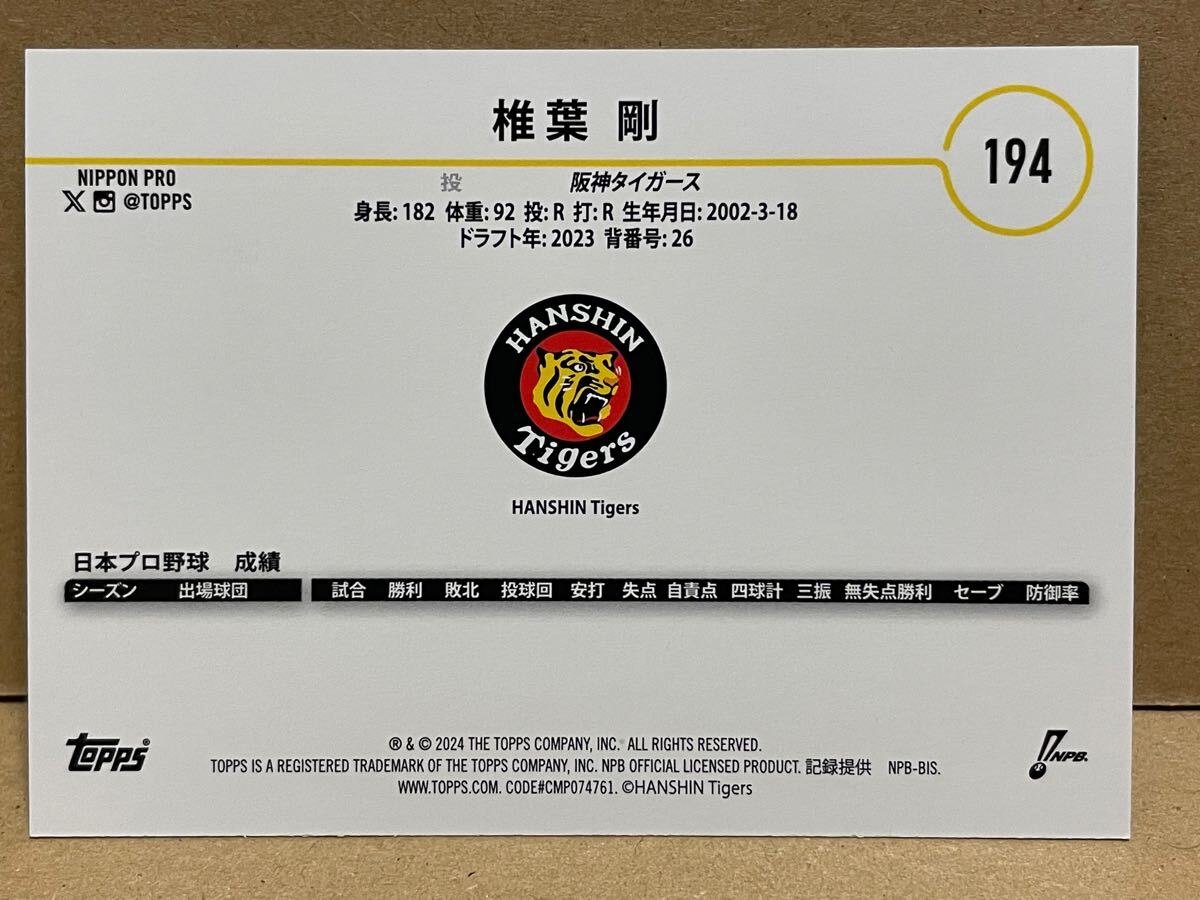 椎葉 剛
194
NIPPON PRO
@TOPPS
投 阪神タイガース
身長: 182 体重: 92 投: R 打: R 生年月日: 2002-3-18
ドラフト年: 2023 背番号: 26
HANSHIN
Tigers
HANSHIN Tigers
日本プロ野球 成績
シーズン 出場球団 試合 勝利 敗北 投球回 安打 失点 自責点 四球計 三振 無失点勝利 セーブ 防御率
TOPPS®
® & © 2024 THE TOPPS COMPANY, INC. ALL RIGHTS RESERVED.
TOPPS IS A REGISTERED TRADEMARK OF THE TOPPS COMPANY, INC. NPB OFFICIAL LICENSED PRODUCT. 記録提供 NPB-BIS.
WWW.TOPPS.COM. CODE#CMP074761. ©HANSHIN Tigers
NPB.